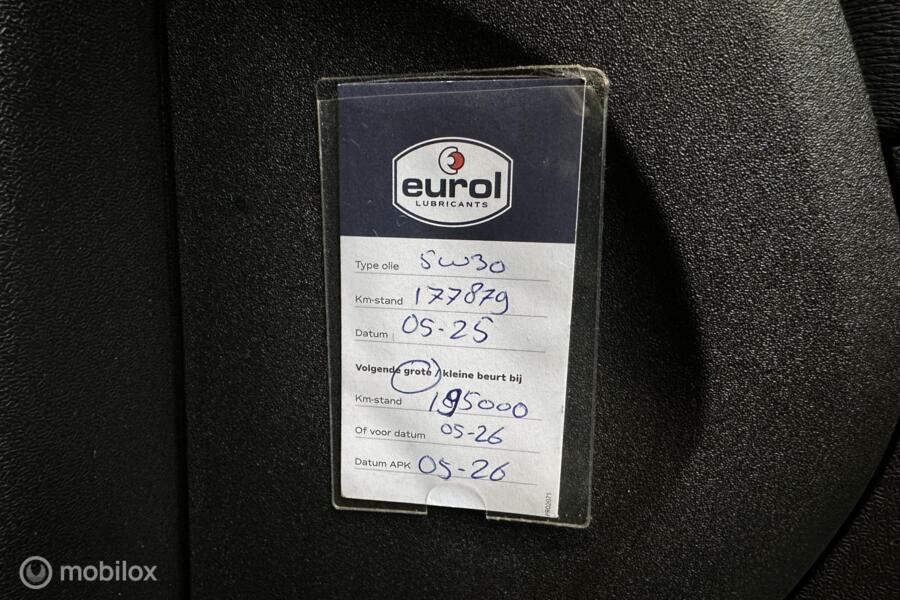 eurol
LUBRICANTS
Type olie 5W30
Km-stand 177879
Datum 05-25
Volgende grote / kleine beurt bij
Km-stand 195000
Of voor datum 05-26
Datum APK 05-26
PR02071
mobilox